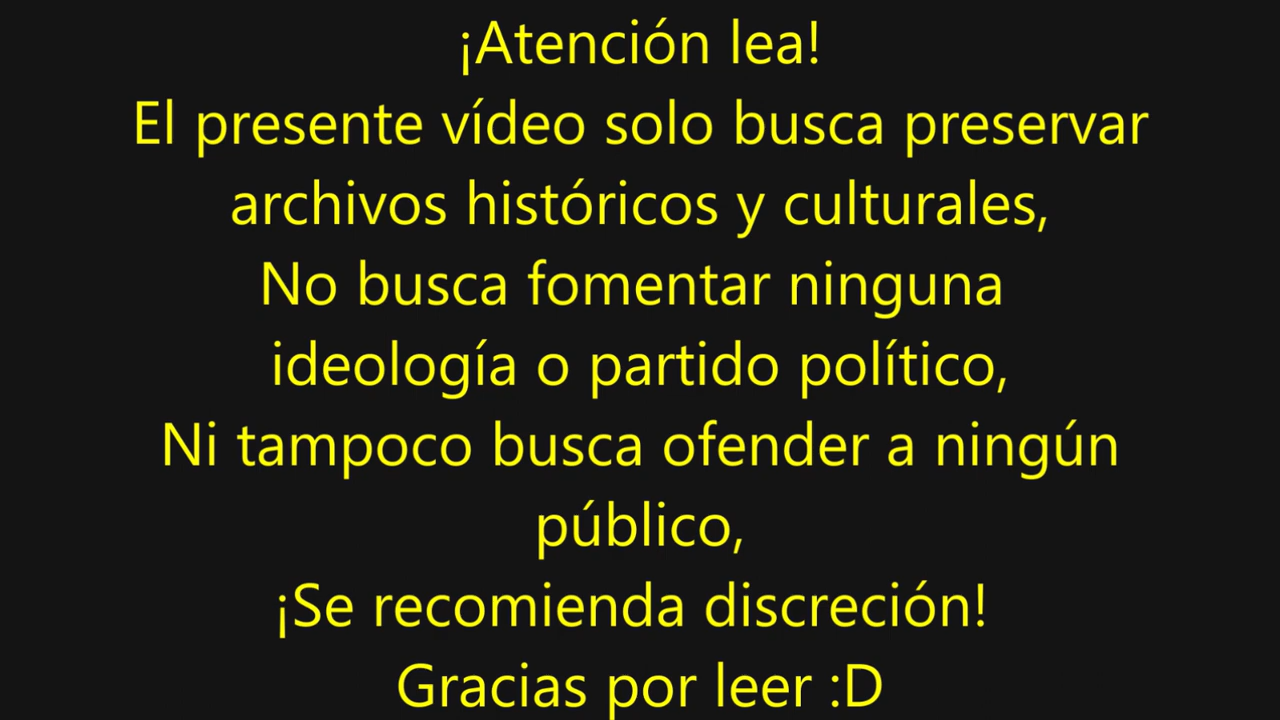 ¡Atención lea!
El presente vídeo solo busca preservar
archivos históricos y culturales,
No busca fomentar ninguna
ideología o partido político,
Ni tampoco busca ofender a ningún
público,
¡Se recomienda discreción!
Gracias por leer :D